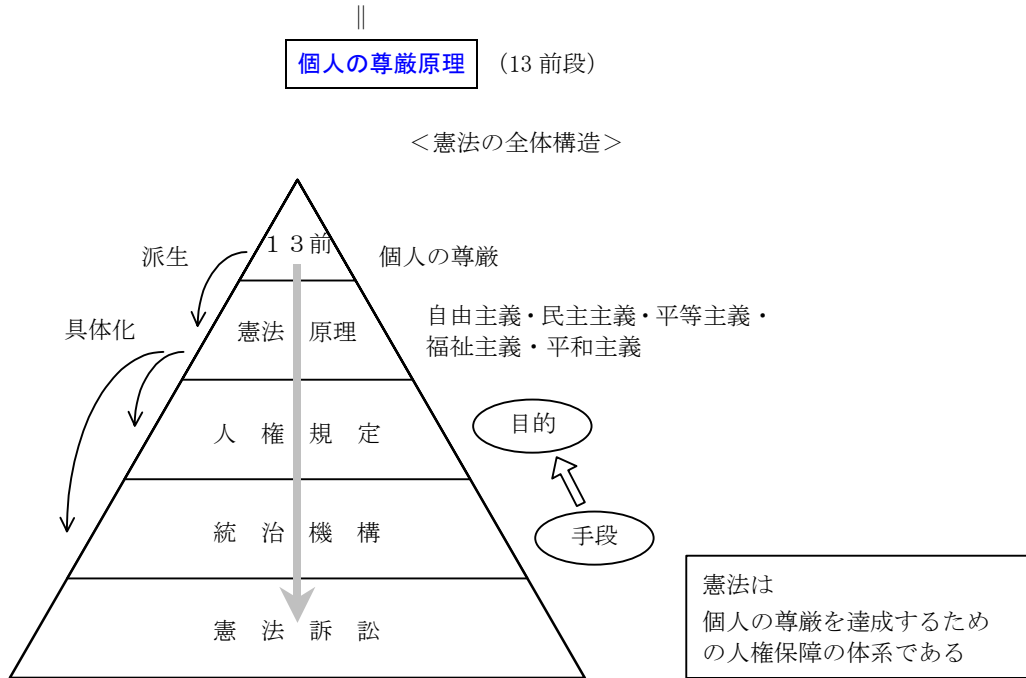 ||
個人の尊厳原理 (13 前段)
＜憲法の全体構造＞
派生 １３前 個人の尊厳
具体化 憲法 原理 自由主義・民主主義・平等主義・
福祉主義・平和主義
人 権 規 定 目的
統 治 機 構 手段
憲法は
個人の尊厳を達成するため
憲 法 訴 訟 の人権保障の体系である